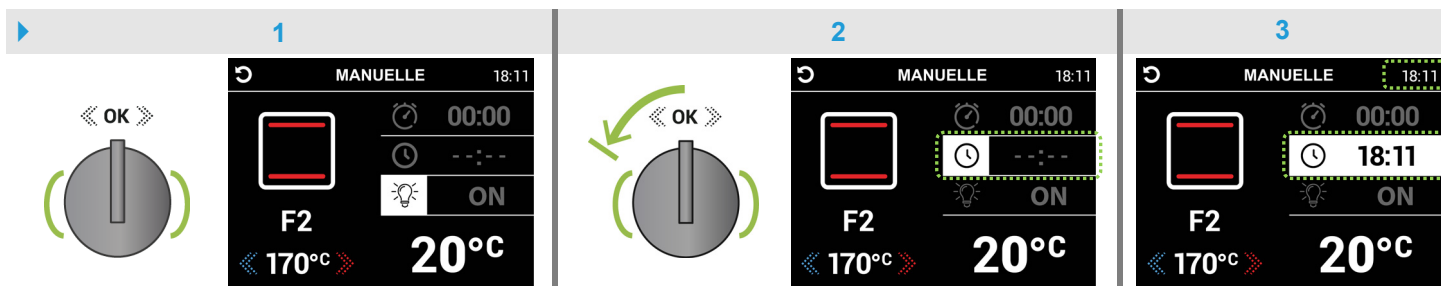 1
2
3
OK
MANUELLE 18:11
00:00
--:--
ON
F2
170°C
20°C
OK
MANUELLE 18:11
00:00
--:--
ON
F2
170°C
20°C
MANUELLE 18:11
00:00
18:11
ON
F2
170°C
20°C